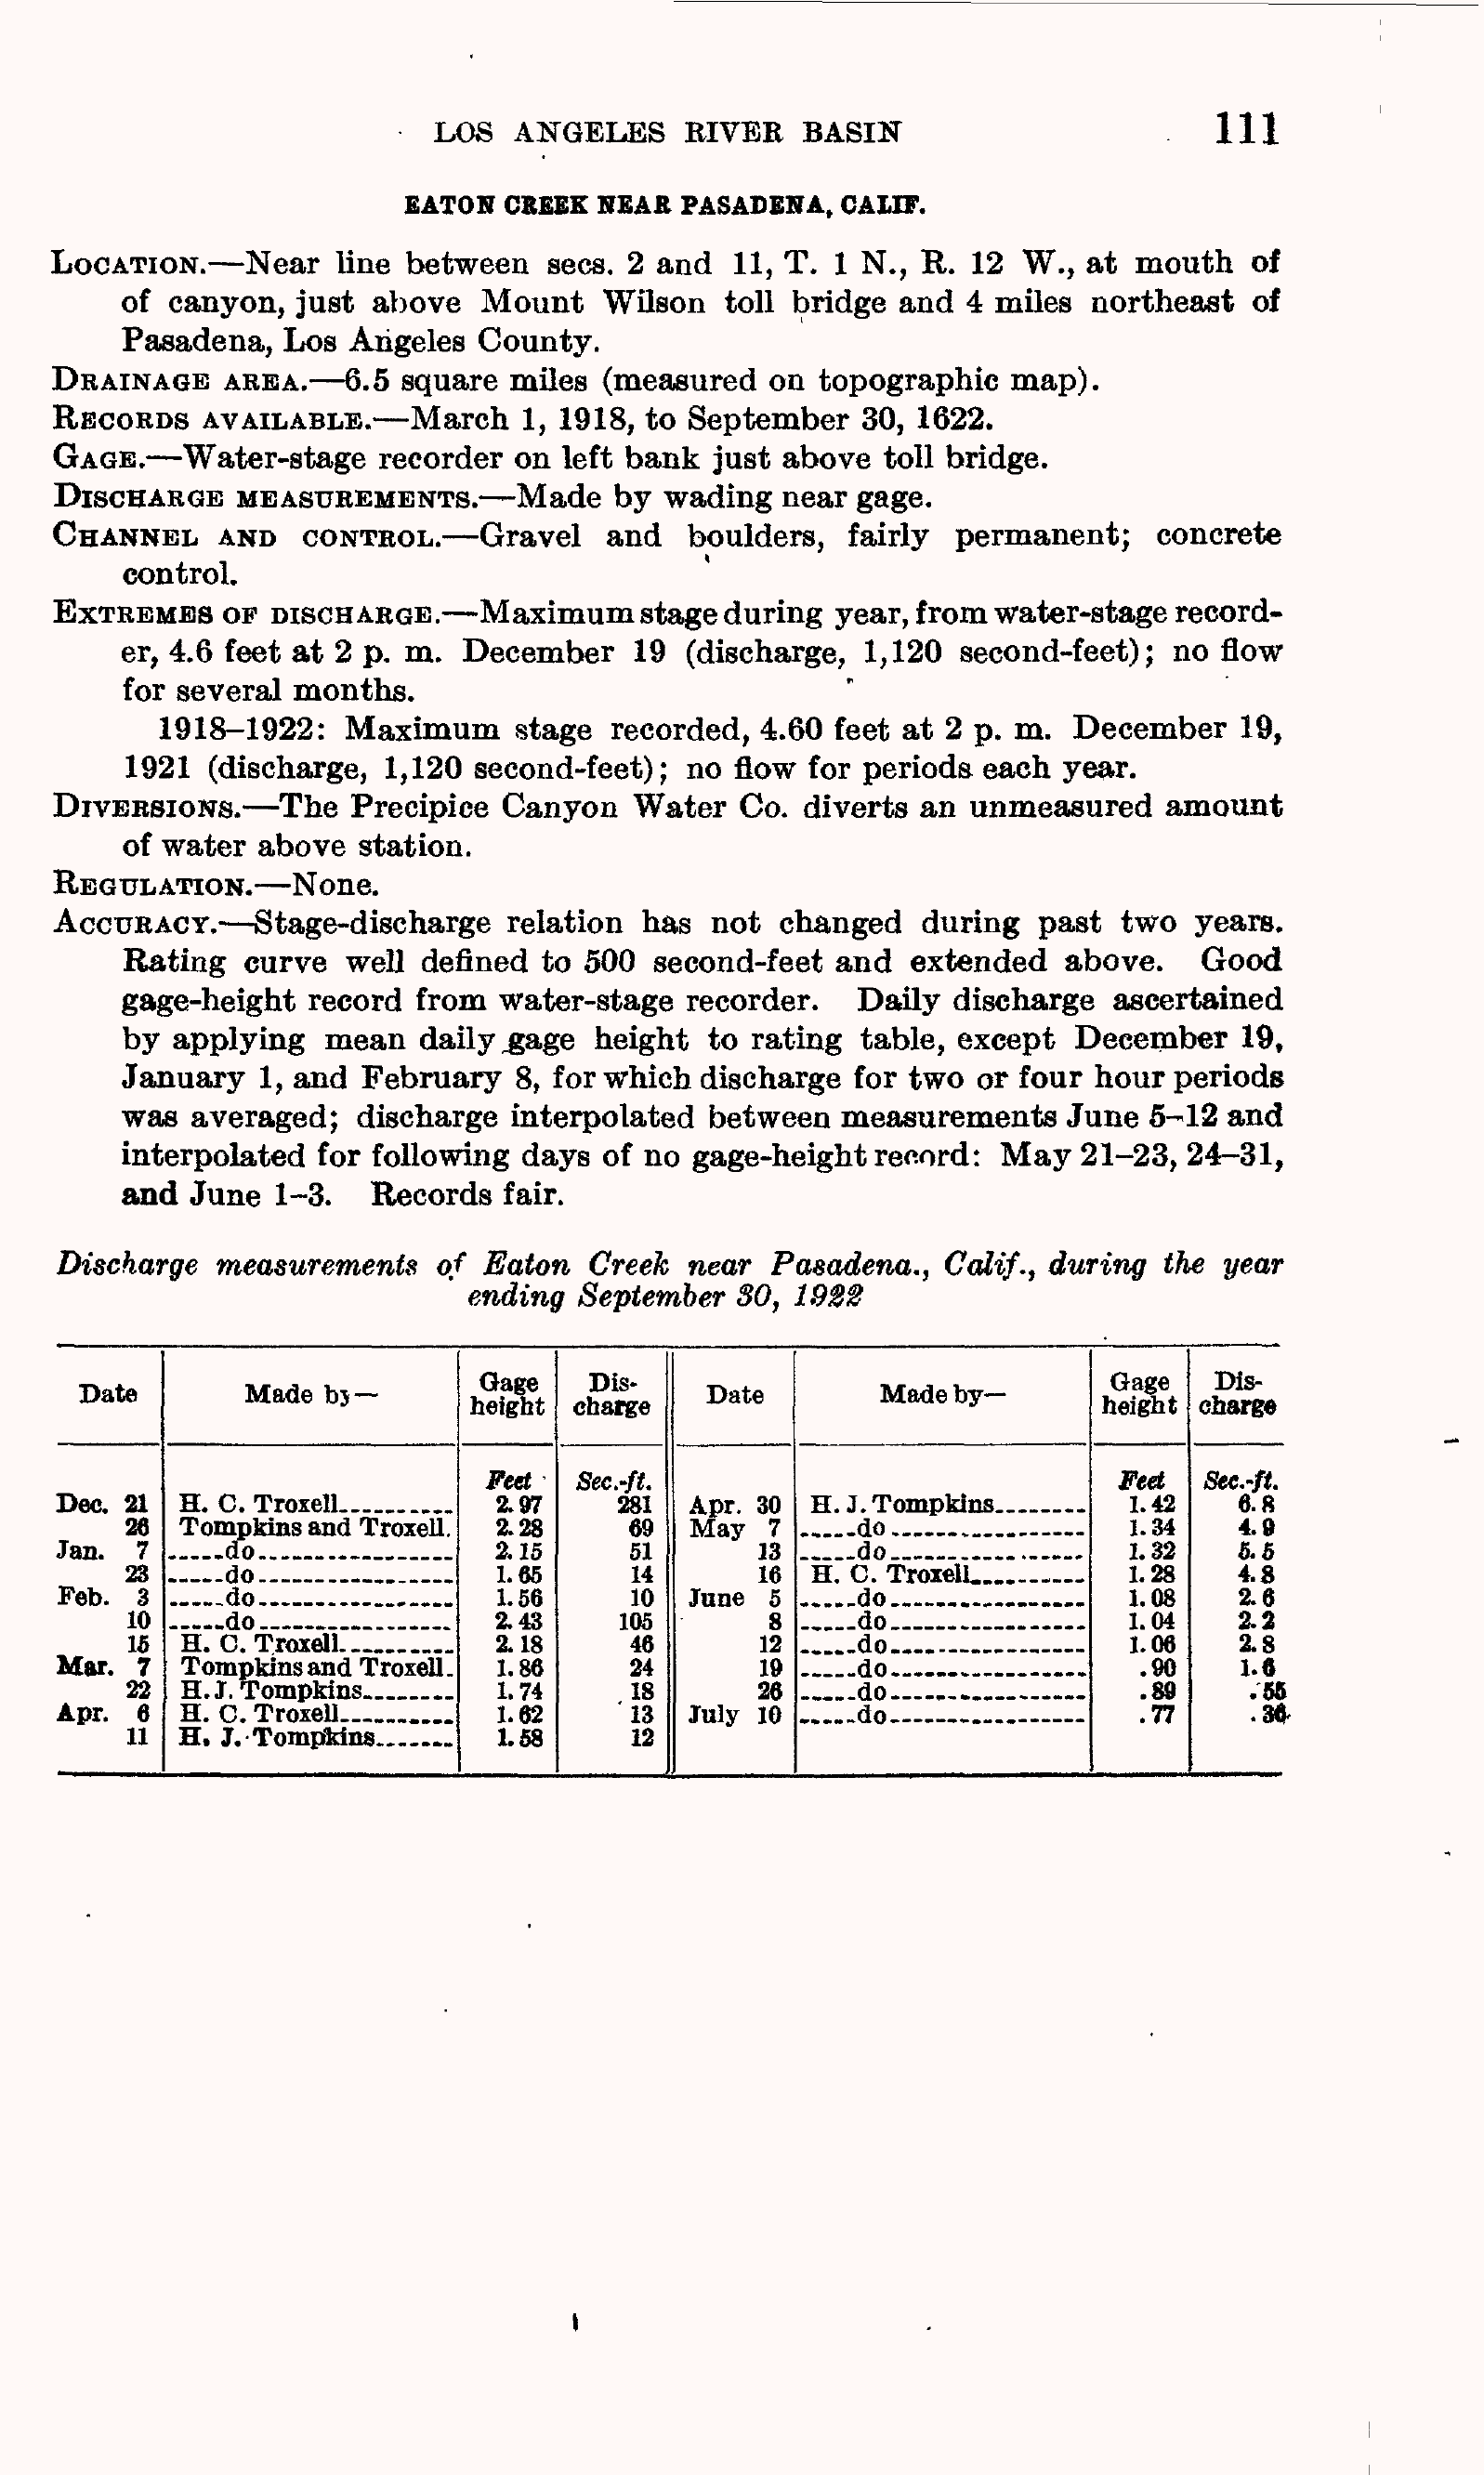 LOS ANGELES RIVER BASIN 111
EATON CREEK NEAR PASADENA, CALIF.
LOCATION.—Near line between secs. 2 and 11, T. 1 N., R. 12 W., at mouth of
of canyon, just above Mount Wilson toll bridge and 4 miles northeast of
Pasadena, Los Angeles County.
DRAINAGE AREA.—6.5 square miles (measured on topographic map).
RECORDS AVAILABLE.—March 1, 1918, to September 30, 1622.
GAGE.—Water-stage recorder on left bank just above toll bridge.
DISCHARGE MEASUREMENTS.—Made by wading near gage.
CHANNEL AND CONTROL.—Gravel and boulders, fairly permanent; concrete
control.
EXTREMES OF DISCHARGE.—Maximum stage during year, from water-stage record-
er, 4.6 feet at 2 p. m. December 19 (discharge, 1,120 second-feet); no flow
for several months.
1918–1922: Maximum stage recorded, 4.60 feet at 2 p. m. December 19,
1921 (discharge, 1,120 second-feet); no flow for periods each year.
DIVERSIONS.—The Precipice Canyon Water Co. diverts an unmeasured amount
of water above station.
REGULATION.—None.
ACCURACY.—Stage-discharge relation has not changed during past two years.
Rating curve well defined to 500 second-feet and extended above. Good
gage-height record from water-stage recorder. Daily discharge ascertained
by applying mean daily gage height to rating table, except December 19,
January 1, and February 8, for which discharge for two or four hour periods
was averaged; discharge interpolated between measurements June 5–12 and
interpolated for following days of no gage-height record: May 21–23, 24–31,
and June 1–3. Records fair.
Discharge measurements of Eaton Creek near Pasadena., Calif., during the year
ending September 30, 1922
Date Made by— Gage height Dis-charge Date Made by— Gage height Dis-charge
Feet Sec.-ft. Feet Sec.-ft.
Dec. 21 H. C. Troxell 2.97 281 Apr. 30 H. J. Tompkins 1.42 6.8
26 Tompkins and Troxell. 2.28 69 May 7 do 1.34 4.9
Jan. 7 do 2.15 51 13 do 1.32 5.5
23 do 1.65 14 16 H. C. Troxell 1.28 4.8
Feb. 3 do 1.56 10 June 5 do 1.08 2.6
10 do 2.43 105 8 do 1.04 2.2
15 H. C. Troxell 2.18 46 12 do 1.06 2.8
Mar. 7 Tompkins and Troxell. 1.86 24 19 do .90 1.6
22 H. J. Tompkins 1.74 18 26 do .89 .55
Apr. 6 H. C. Troxell 1.62 13 July 10 do .77 .36
11 H. J. Tompkins 1.58 12